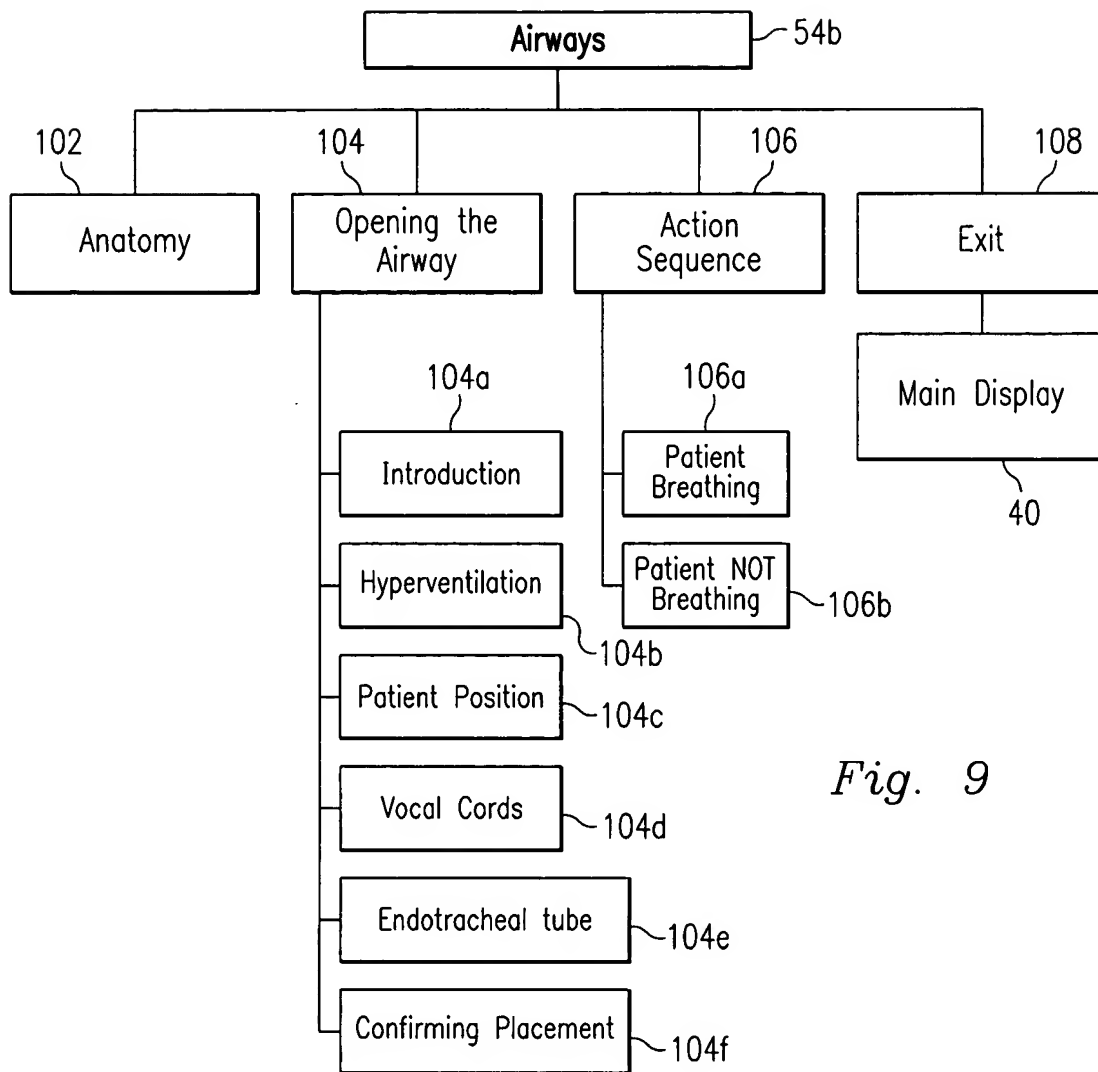 Airways
54b
102
104
106
108
Anatomy
Opening the
Airway
Action
Sequence
Exit
104a
106a
Main Display
Introduction
Patient
Breathing
40
Hyperventilation
Patient NOT
Breathing
106b
104b
Patient Position
104c
Fig. 9
Vocal Cords
104d
Endotracheal tube
104e
Confirming Placement
104f